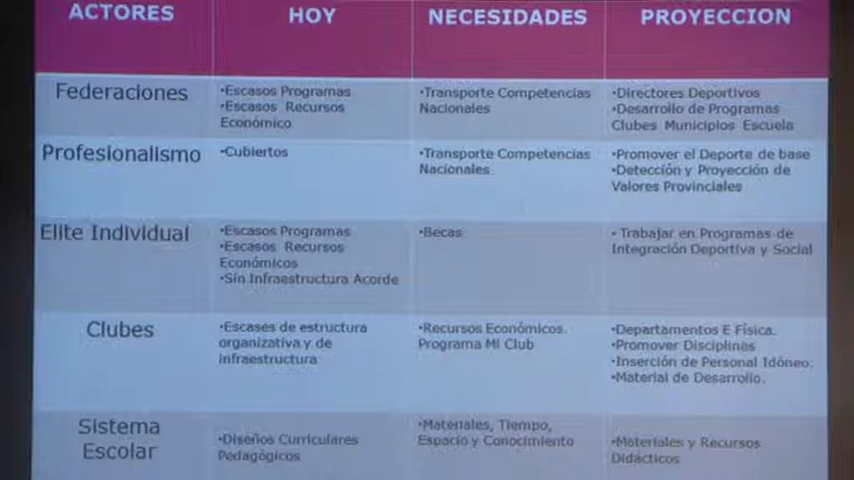 ACTORES HOY NECESIDADES PROYECCION
Federaciones
•Escasos Programas
•Escasos Recursos
Económico
•Transporte Competencias
Nacionales
•Directores Deportivos
•Desarrollo de Programas
Clubes Municipios Escuela
Profesionalismo
•Cubiertos
•Transporte Competencias
Nacionales
•Promover el Deporte de base
•Detección y Proyección de
Valores Provinciales
Elite Individual
•Escasos Programas
•Escasos Recursos
Económicos
•Sin Infraestructura Acorde
•Becas
• Trabajar en Programas de
Integración Deportiva y Social
Clubes
•Escases de estructura
organizativa y de
infraestructura
•Recursos Económicos.
Programa Mi Club
•Departamentos E Física.
•Promover Disciplinas
•Inserción de Personal Idóneo.
•Material de Desarrollo.
Sistema
Escolar
•Diseños Curriculares
Pedagógicos
•Materiales, Tiempo,
Espacio y Conocimiento
•Materiales y Recursos
Didácticos